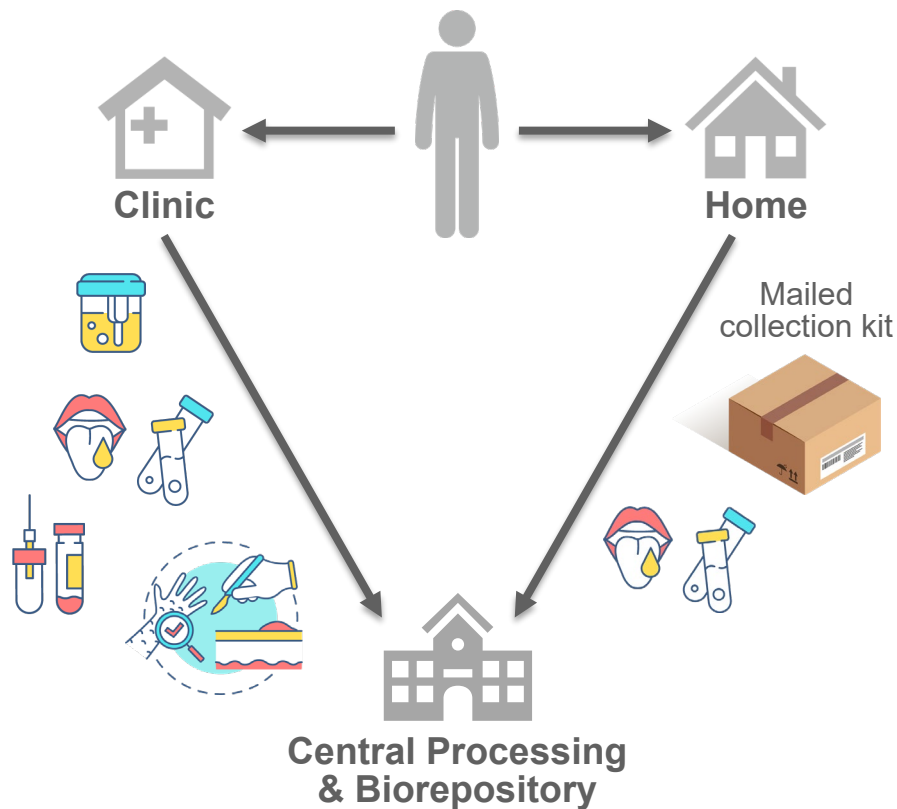 Clinic
Home
Mailed
collection kit
Central Processing
& Biorepository